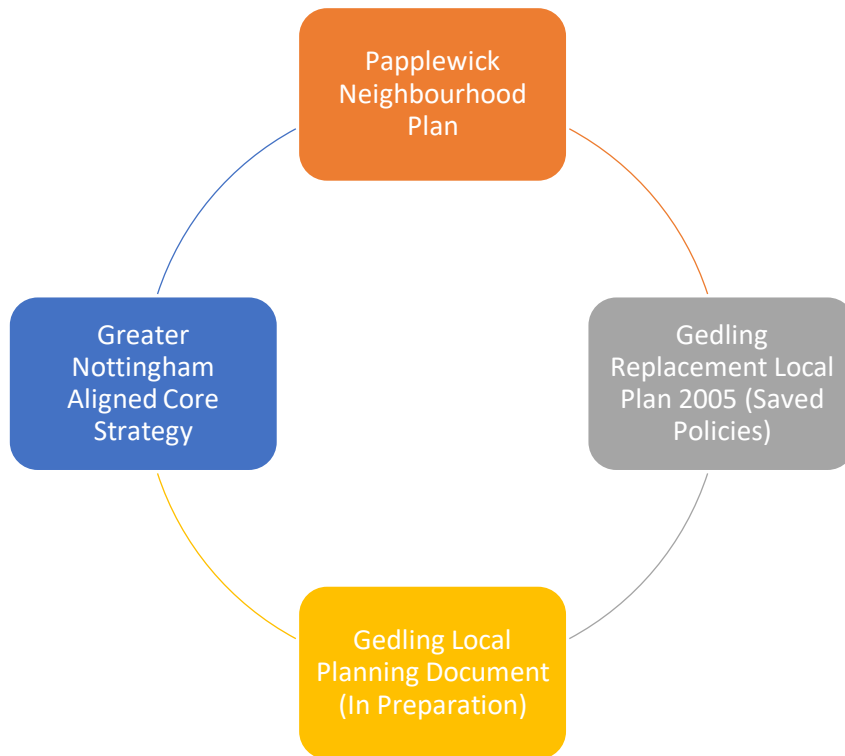 Papplewick
Neighbourhood
Plan
Greater
Nottingham
Aligned Core
Strategy
Gedling
Replacement Local
Plan 2005 (Saved
Policies)
Gedling Local
Planning Document
(In Preparation)